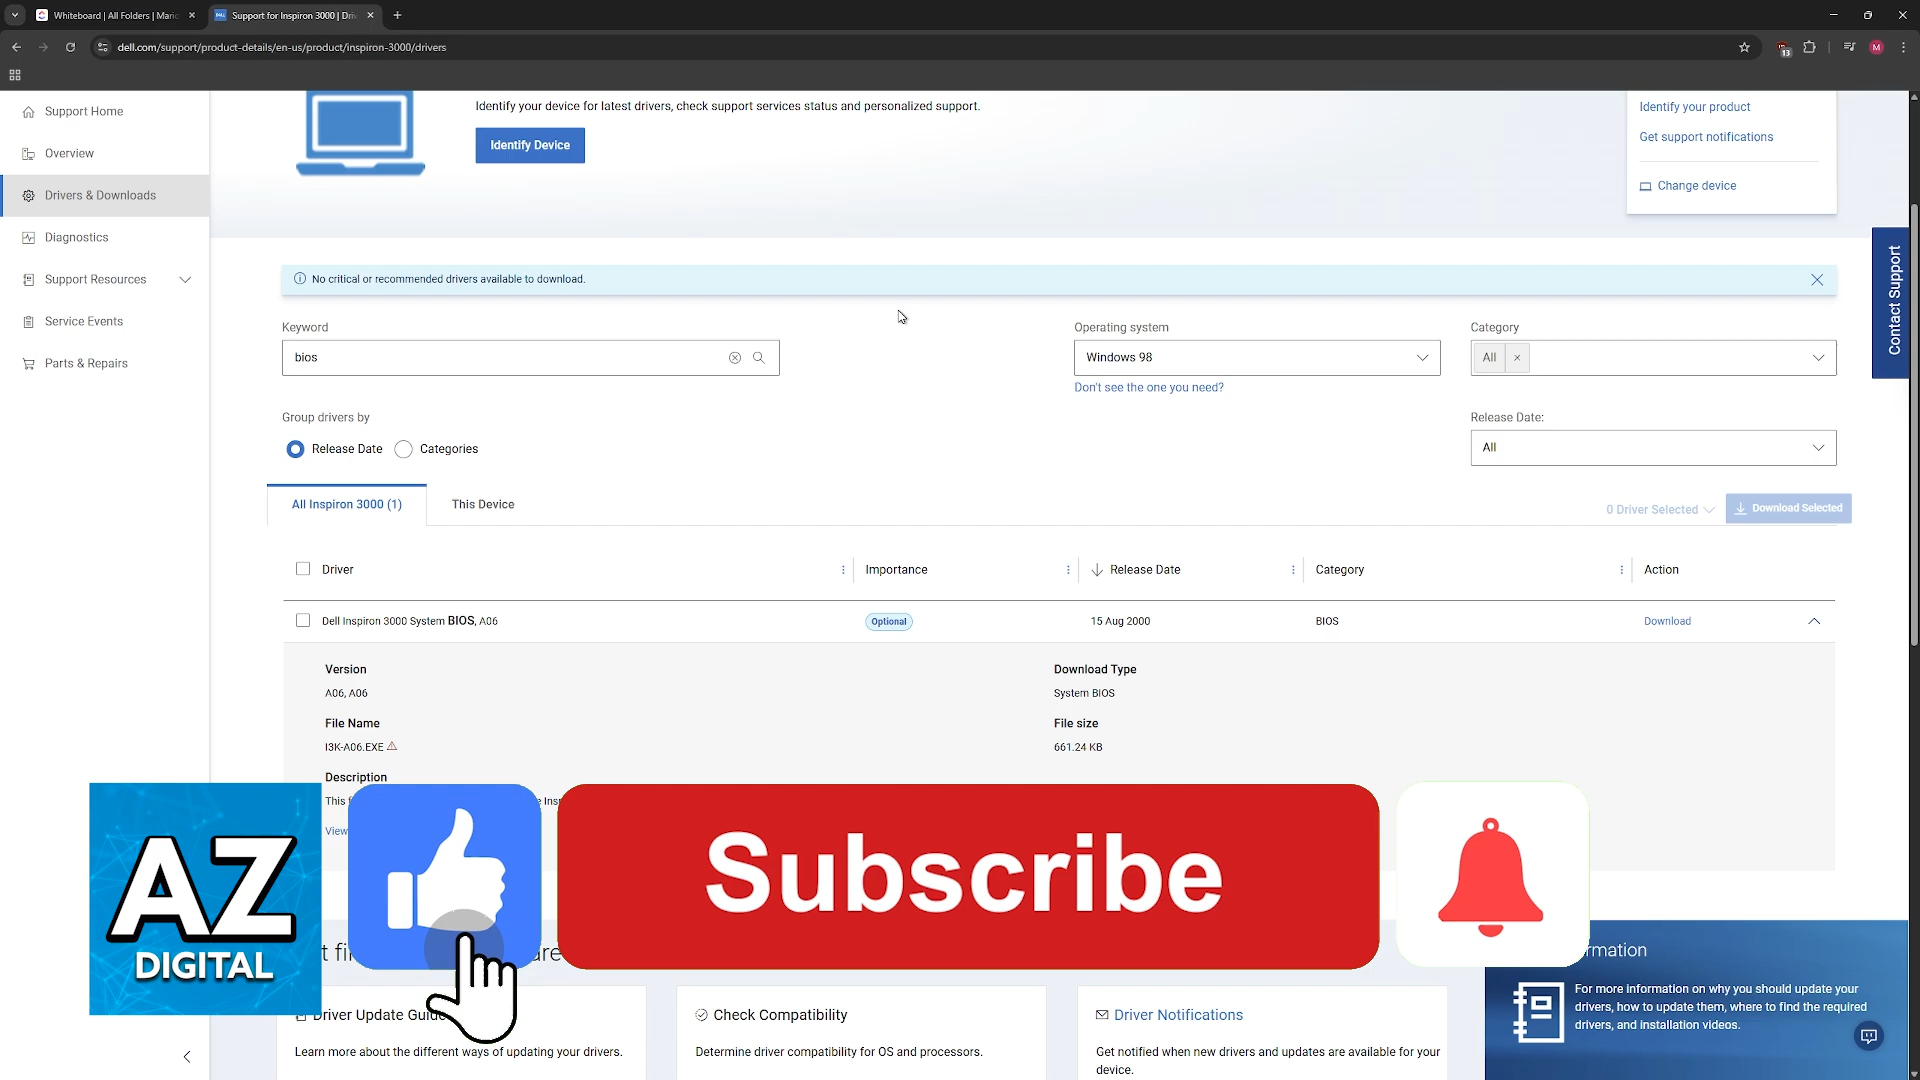 Whiteboard | All Folders | Maric
Support for Inspiron 3000 | Dri
dell.com/support/product-details/en-us/product/inspiron-3000/drivers
13
M
Support Home
Overview
Drivers & Downloads
Diagnostics
Support Resources
Service Events
Parts & Repairs
Identify your device for latest drivers, check support services status and personalized support.
Identify Device
Identify your product
Get support notifications
Change device
Contact Support
No critical or recommended drivers available to download.
Keyword
bios
Operating system
Windows 98
Don't see the one you need?
Category
All
Group drivers by
Release Date
Categories
Release Date:
All
All Inspiron 3000 (1)
This Device
0 Driver Selected
Download Selected
Driver
Importance
Release Date
Category
Action
Dell Inspiron 3000 System BIOS, A06
Optional
15 Aug 2000
BIOS
Download
Version
A06, A06
Download Type
System BIOS
File Name
I3K-A06.EXE
File size
661.24 KB
Description
This
View
AZ
DIGITAL
Subscribe
Driver Update
Learn more about the different ways of updating your drivers.
Check Compatibility
Determine driver compatibility for OS and processors.
Driver Notifications
Get notified when new drivers and updates are available for your
device.
rmation
For more information on why you should update your
drivers, how to update them, where to find the required
drivers, and installation videos.